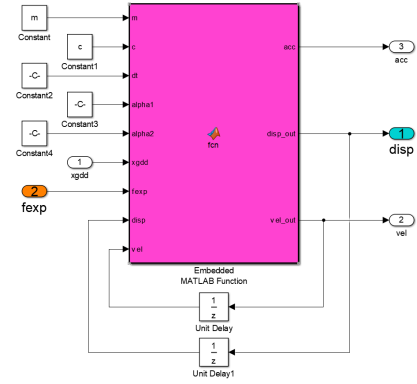 m
Constant
c
Constant1
-C-
Constant2
-C-
Constant3
-C-
Constant4
1
xgdd
2
fexp
m
c
dt
alpha1
alpha2
xgdd
fexp
disp
vel
fcn
acc
disp_out
vel_out
3
acc
1
disp
2
vel
Embedded
MATLAB Function
1
z
Unit Delay
1
z
Unit Delay1